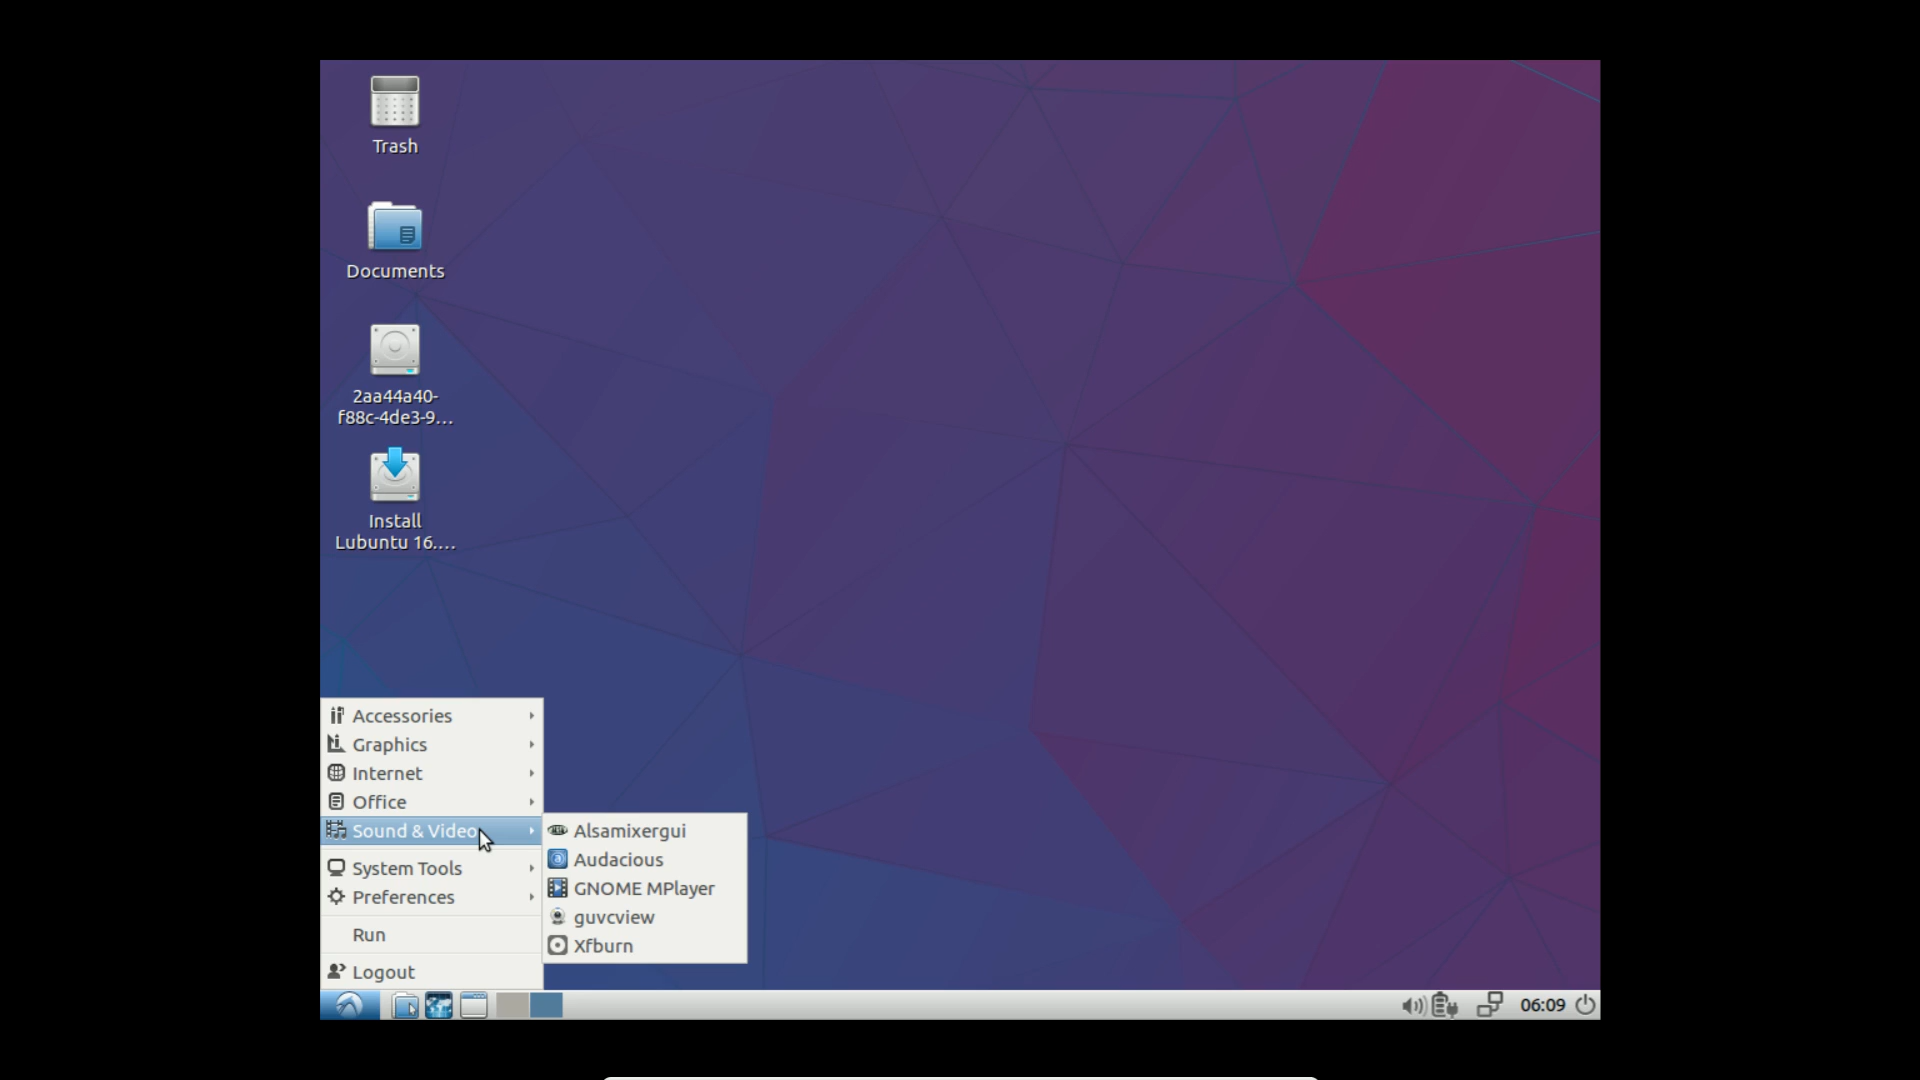 Trash
Documents
2aa44a40-
f88c-4de3-9...
Install
Lubuntu 16....
Accessories
Graphics
Internet
Office
Sound & Video
System Tools
Preferences
Run
Logout
Alsamixergui
Audacious
GNOME MPlayer
guvcview
Xfburn
06:09